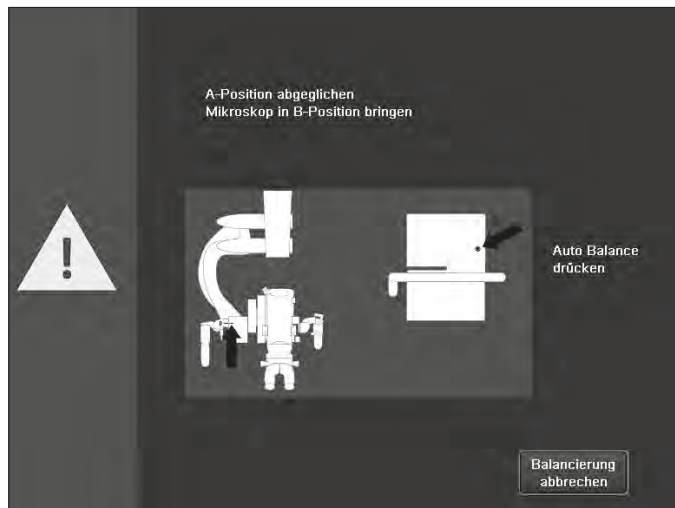 A-Position abgeglichen
Mikroskop in B-Position bringen
Auto Balance
drücken
Balancierung
abbrechen